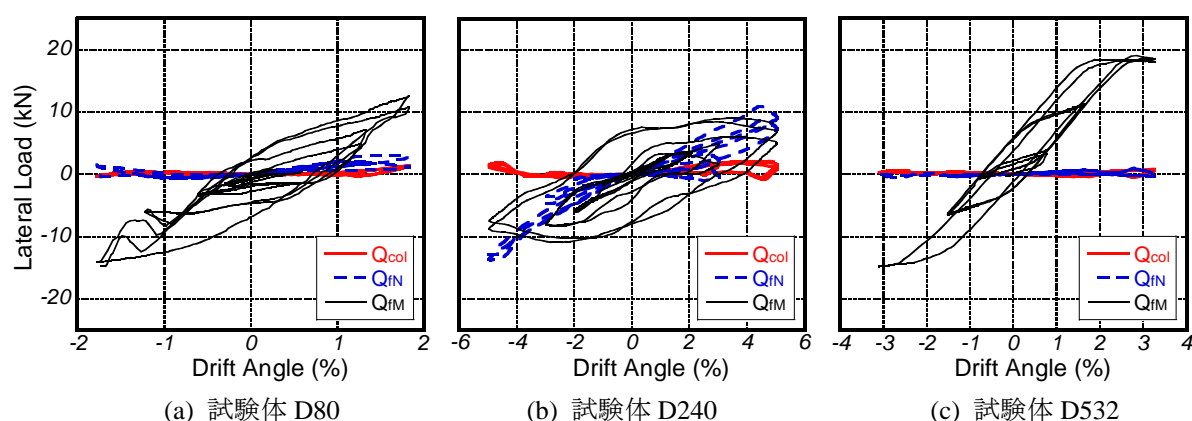 Lateral Load (kN)
20
10
0
-10
-20
Qcol
QfN
QfM
-2
-1
0
1
2
Drift Angle (%)
(a) 試験体 D80
Qcol
QfN
QfM
-6
-4
-2
0
2
4
6
Drift Angle (%)
(b) 試験体 D240
Qcol
QfN
QfM
-4
-3
-2
-1
0
1
2
3
4
Drift Angle (%)
(c) 試験体 D532